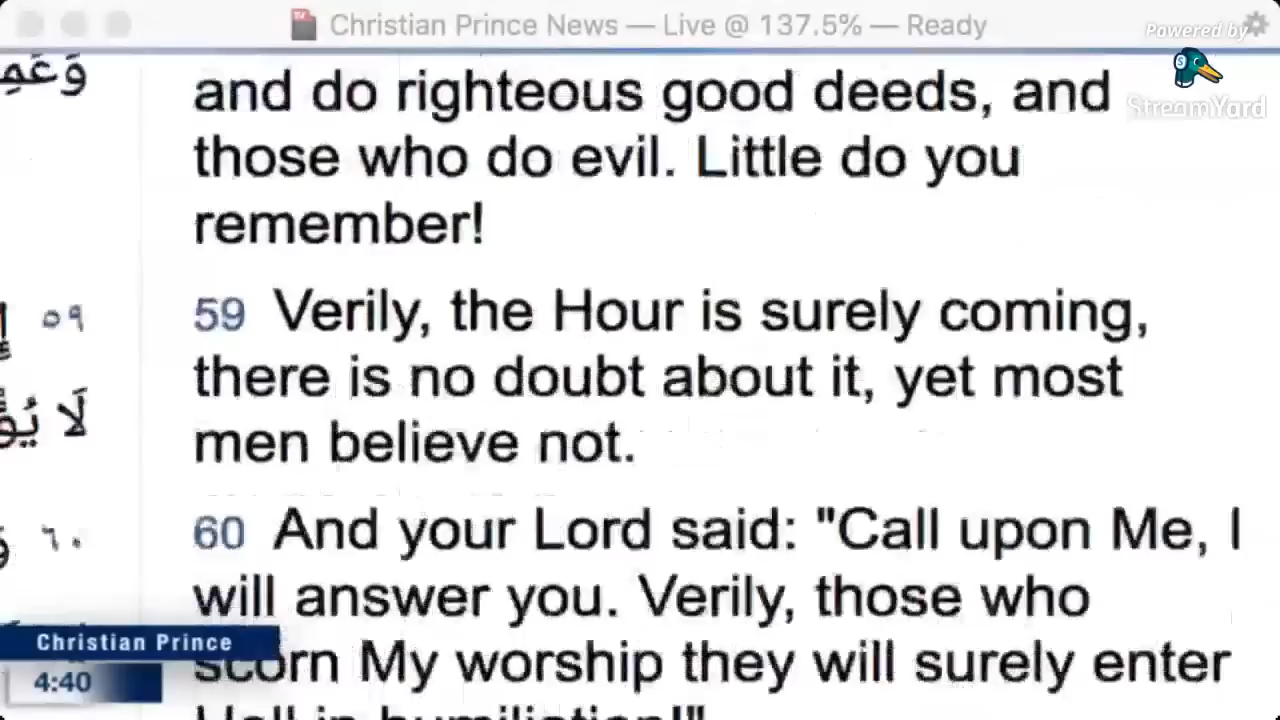 Christian Prince News — Live @ 137.5% — Ready
Powered by
StreamYard
and do righteous good deeds, and
those who do evil. Little do you
remember!
٥٩
59 Verily, the Hour is surely coming,
there is no doubt about it, yet most
لَا
men believe not.
٦٠
60 And your Lord said: "Call upon Me, I
will answer you. Verily, those who
scorn My worship they will surely enter
Hell in humiliation!"
Christian Prince
4:40